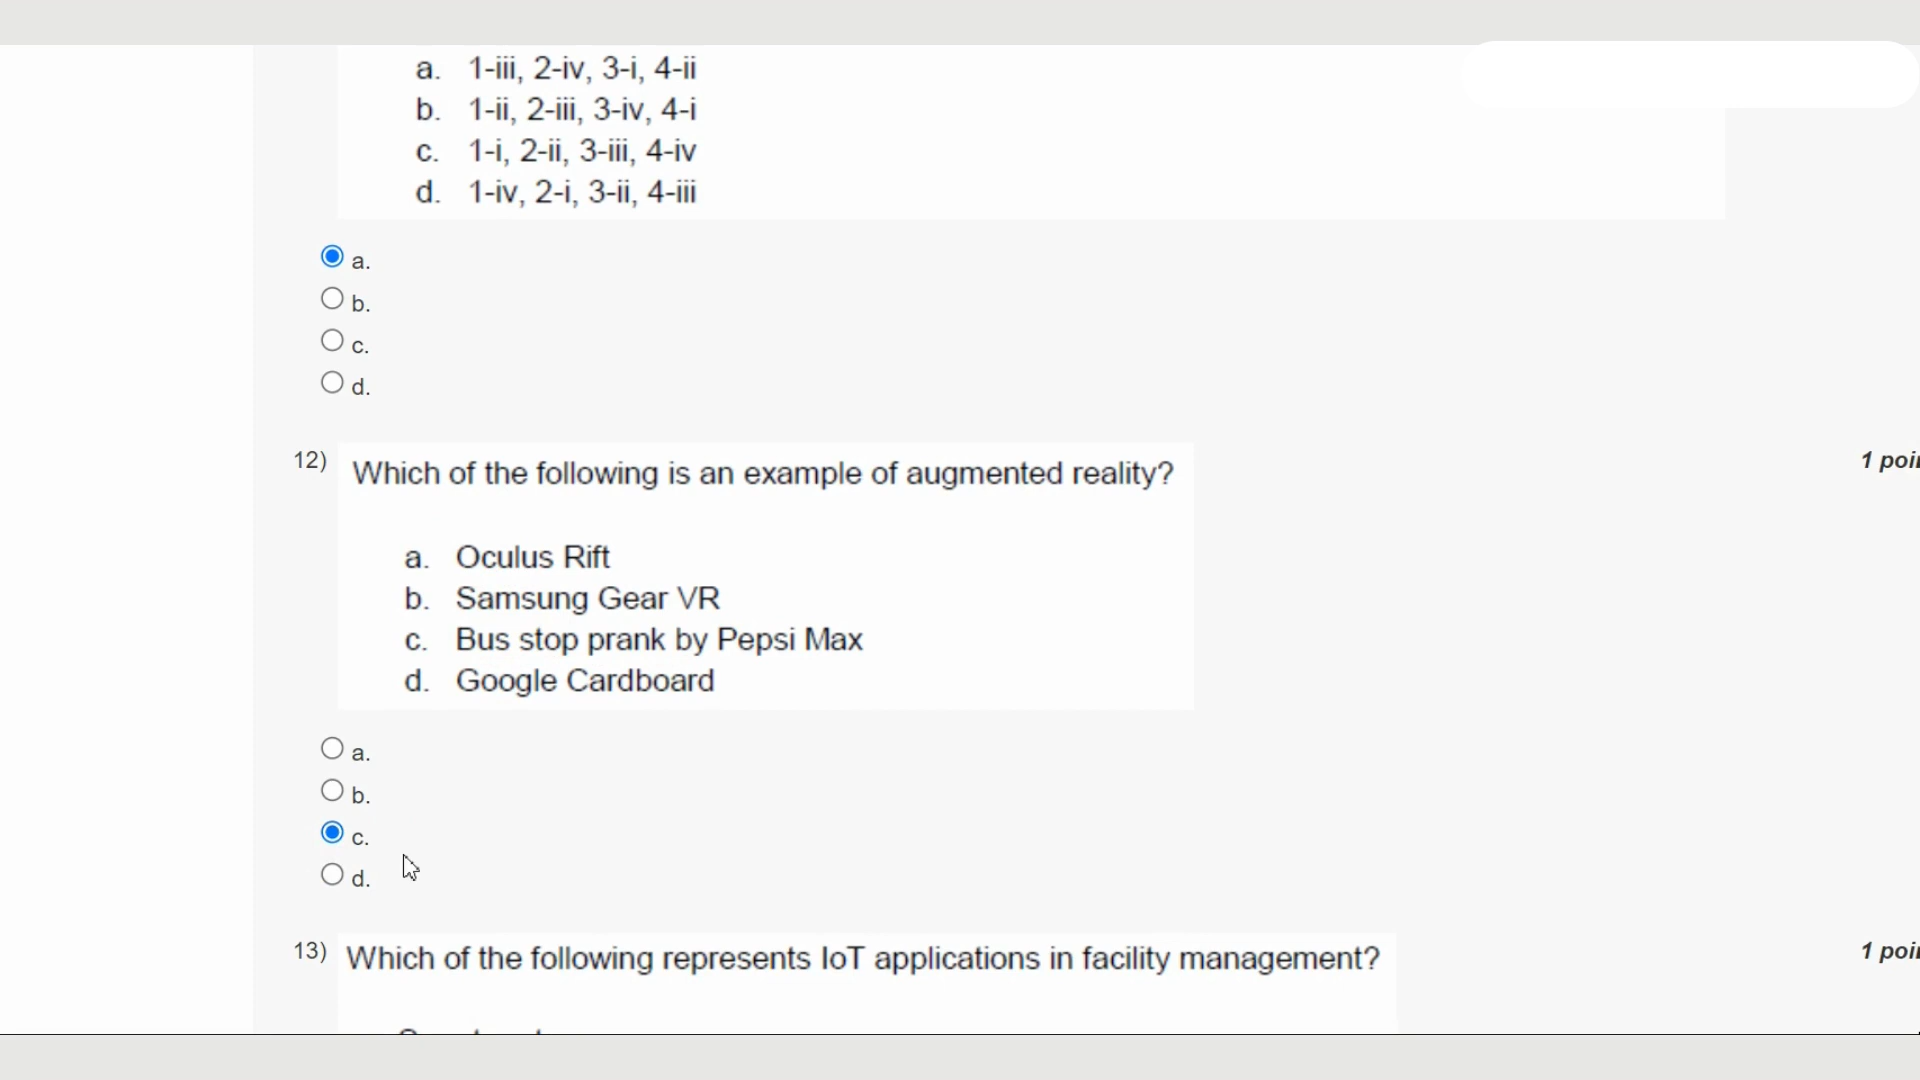 a. 1-iii, 2-iv, 3-i, 4-ii
b. 1-ii, 2-iii, 3-iv, 4-i
c. 1-i, 2-ii, 3-iii, 4-iv
d. 1-iv, 2-i, 3-ii, 4-iii
a.
b.
c.
d.
12) Which of the following is an example of augmented reality? 1 poi
a. Oculus Rift
b. Samsung Gear VR
c. Bus stop prank by Pepsi Max
d. Google Cardboard
a.
b.
c.
d.
13) Which of the following represents IoT applications in facility management? 1 poi